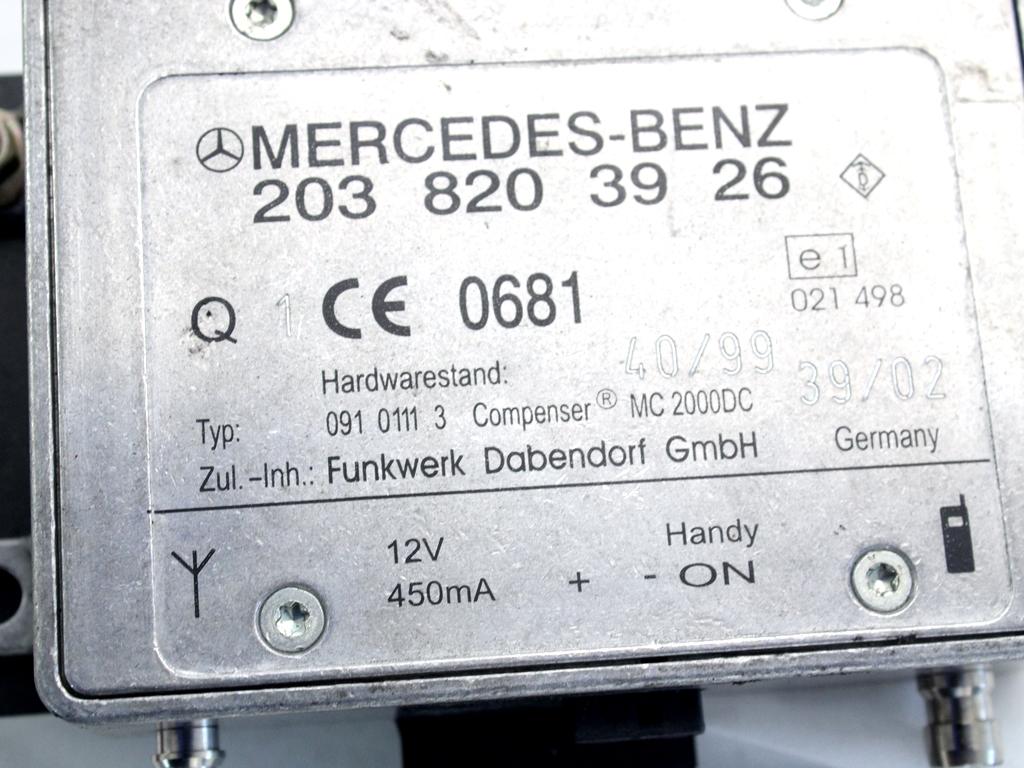 MERCEDES-BENZ
203 820 39 26
e 1
021 498
Q 1 CE 0681
Hardwarestand: 40/99 39/02
Typ: 091 0111 3 Compenser® MC 2000DC
Zul.-Inh.: Funkwerk Dabendorf GmbH Germany
12V Handy
450mA + - ON